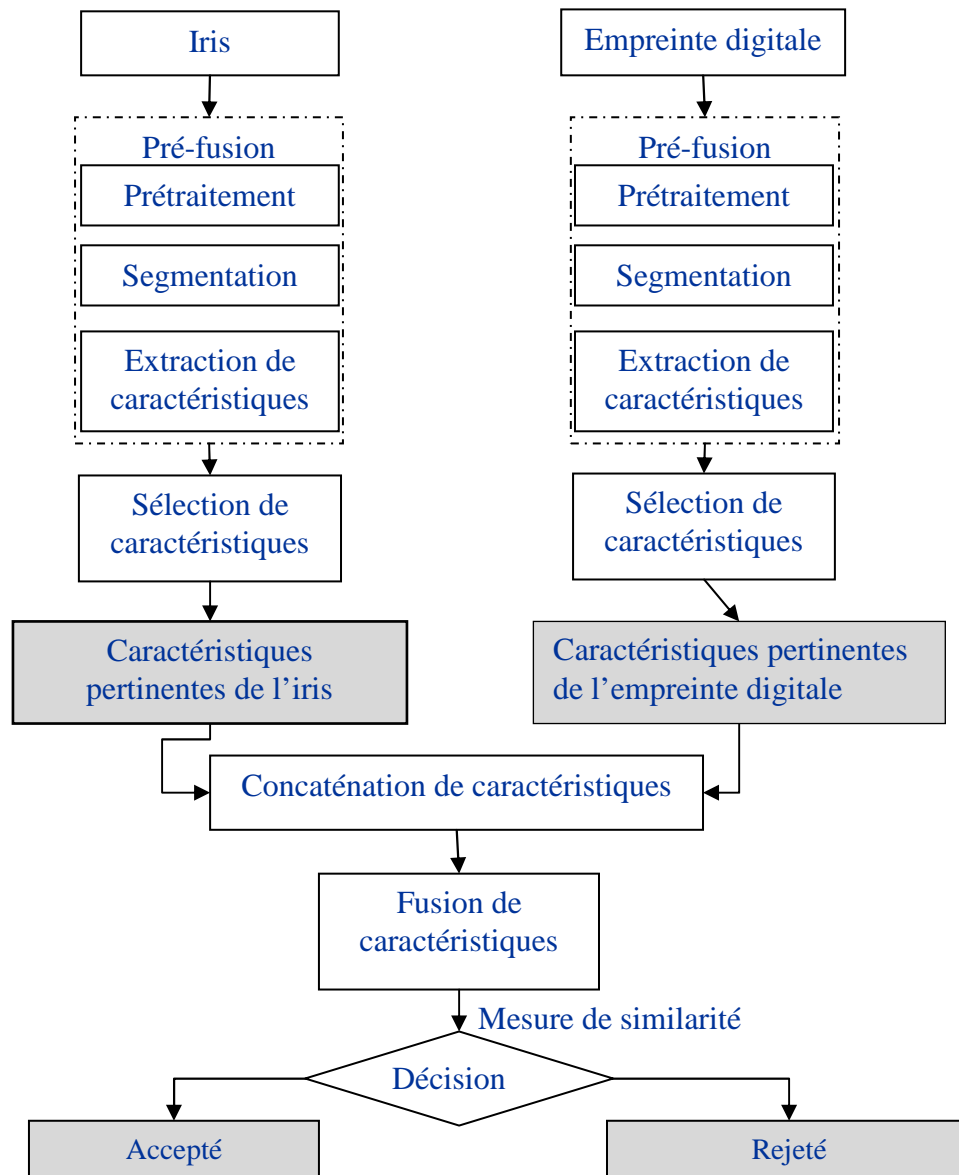 Iris
Empreinte digitale
Pré-fusion
Prétraitement
Segmentation
Extraction de
caractéristiques
Pré-fusion
Prétraitement
Segmentation
Extraction de
caractéristiques
Sélection de
caractéristiques
Sélection de
caractéristiques
Caractéristiques
pertinentes de l’iris
Caractéristiques pertinentes
de l’empreinte digitale
Concaténation de caractéristiques
Fusion de
caractéristiques
Mesure de similarité
Décision
Accepté
Rejeté